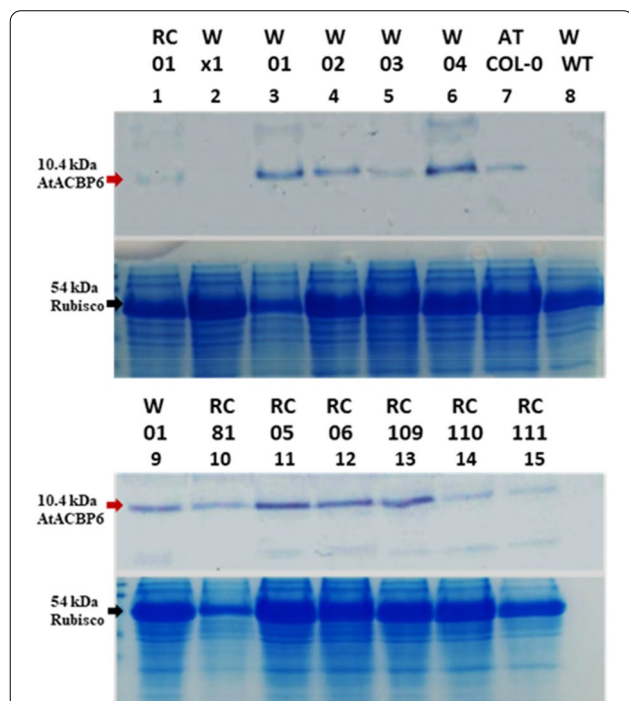 RC W W W W W AT W
01 x1 01 02 03 04 COL-0 WT
1 2 3 4 5 6 7 8
10.4 kDa
AtACBP6
54 kDa
Rubisco
W RC RC RC RC RC RC
01 81 05 06 109 110 111
9 10 11 12 13 14 15
10.4 kDa
AtACBP6
54 kDa
Rubisco